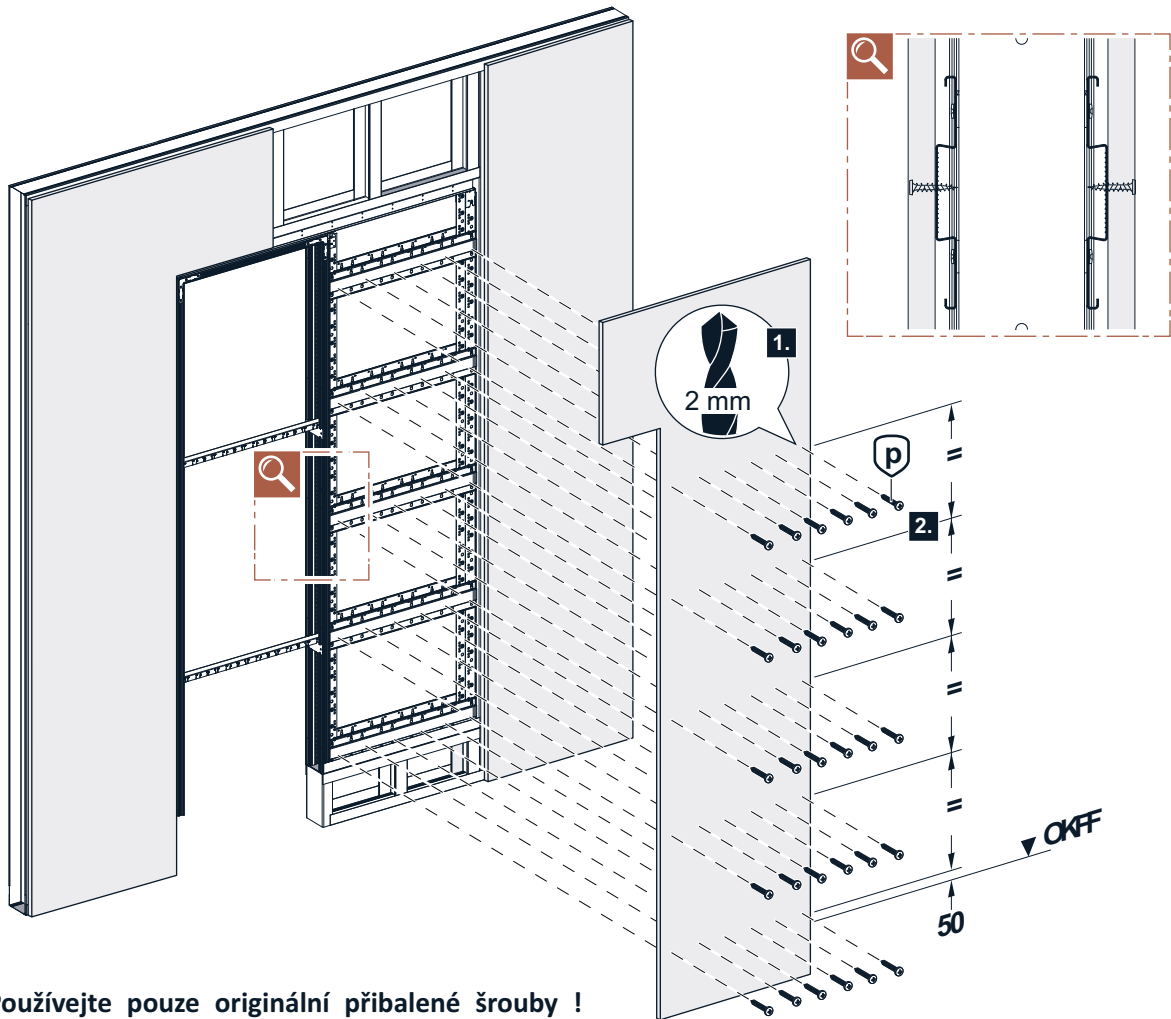 1.
2 mm
p
2.
=
=
=
=
OKFF
50
Používejte pouze originální přibalené šrouby !